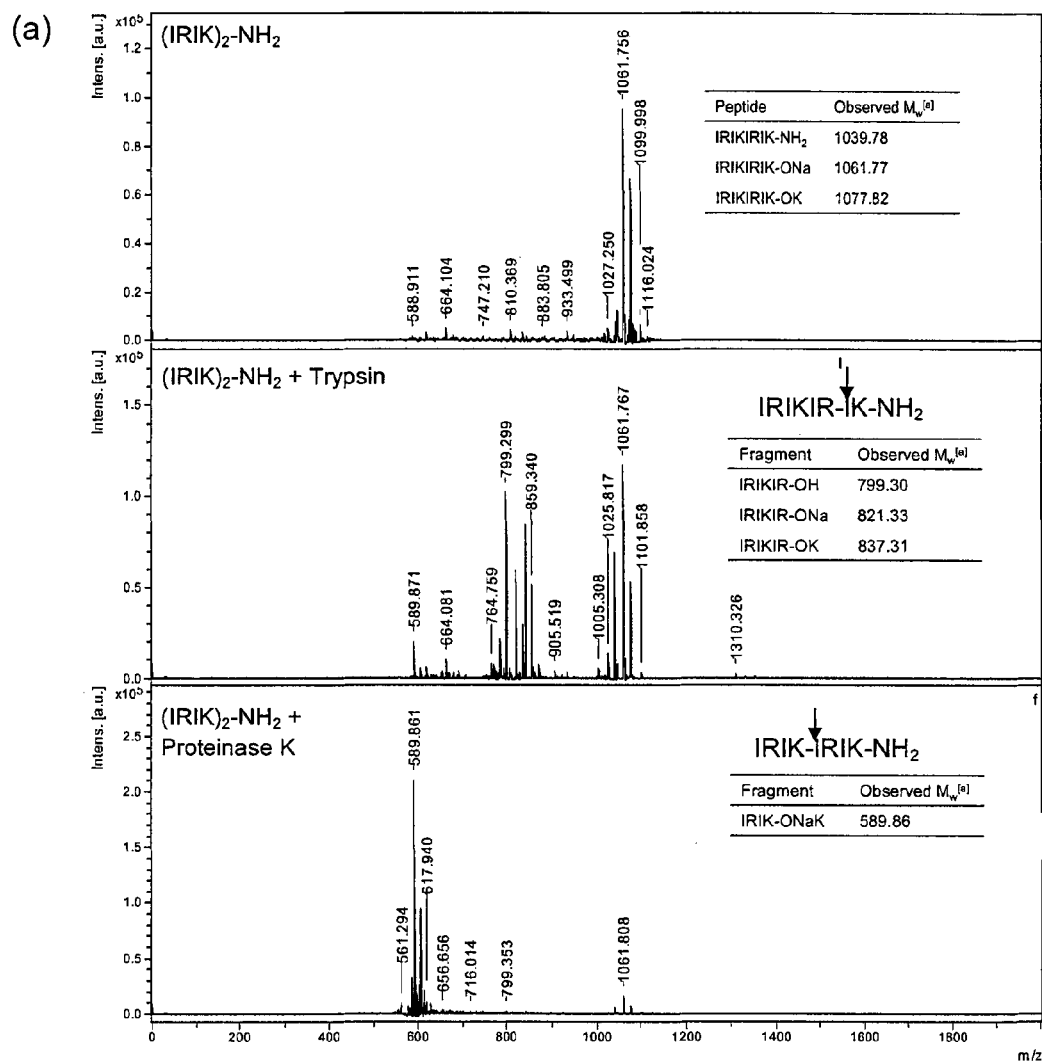 (a)
Intens. [a.u.]
x10⁵
(IRIK)₂-NH₂
1.2
1.0
0.8
0.6
0.4
0.2
0.0
588.911
664.104
747.210
810.369
883.805
933.499
1027.250
1061.756
1099.998
1116.024
Peptide Observed Mw[a]
IRIKIRIK-NH₂ 1039.78
IRIKIRIK-ONa 1061.77
IRIKIRIK-OK 1077.82
Intens. [a.u.]
x10⁵
(IRIK)₂-NH₂ + Trypsin
1.5
1.0
0.5
0.0
589.871
664.081
764.759
799.299
859.340
905.519
1005.308
1025.817
1061.767
1101.858
1310.326
I
IRIKIR-IK-NH₂
Fragment Observed Mw[a]
IRIKIR-OH 799.30
IRIKIR-ONa 821.33
IRIKIR-OK 837.31
Intens. [a.u.]
x10⁵
(IRIK)₂-NH₂ +
Proteinase K
f
2.5
2.0
1.5
1.0
0.5
0.0
561.294
589.861
617.940
656.656
716.014
799.353
1061.808
IRIK-IRIK-NH₂
Fragment Observed Mw[a]
IRIK-ONaK 589.86
0 200 400 600 800 1000 1200 1400 1600 1800
m/z